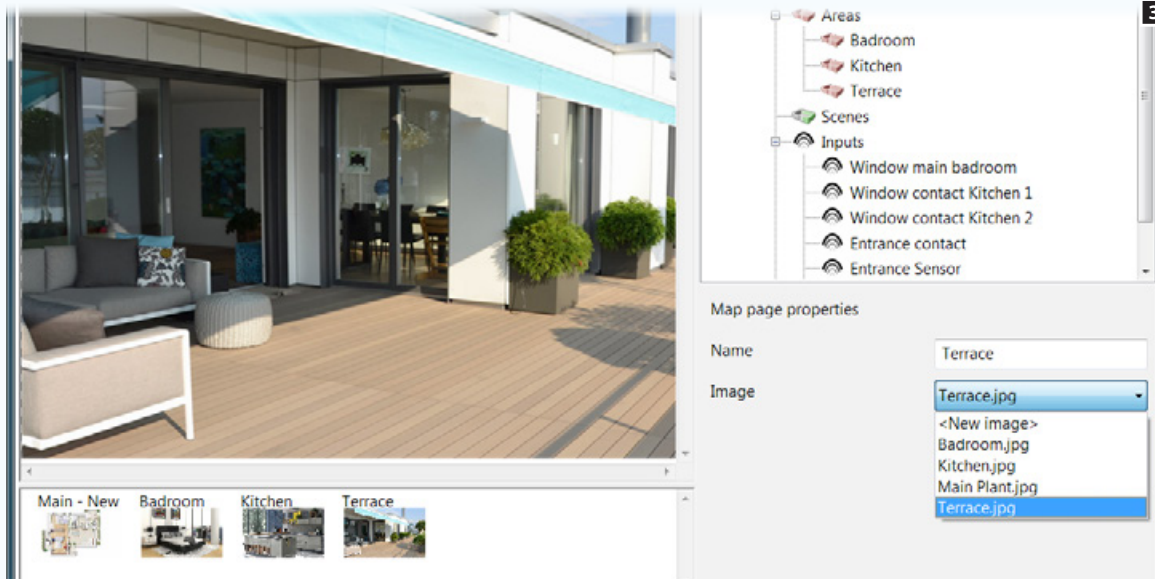 3
Areas
Badroom
Kitchen
Terrace
Scenes
Inputs
Window main badroom
Window contact Kitchen 1
Window contact Kitchen 2
Entrance contact
Entrance Sensor
Map page properties
Name Terrace
Image Terrace.jpg
<New image>
Badroom.jpg
Kitchen.jpg
Main Plant.jpg
Terrace.jpg
Main - New Badroom Kitchen Terrace